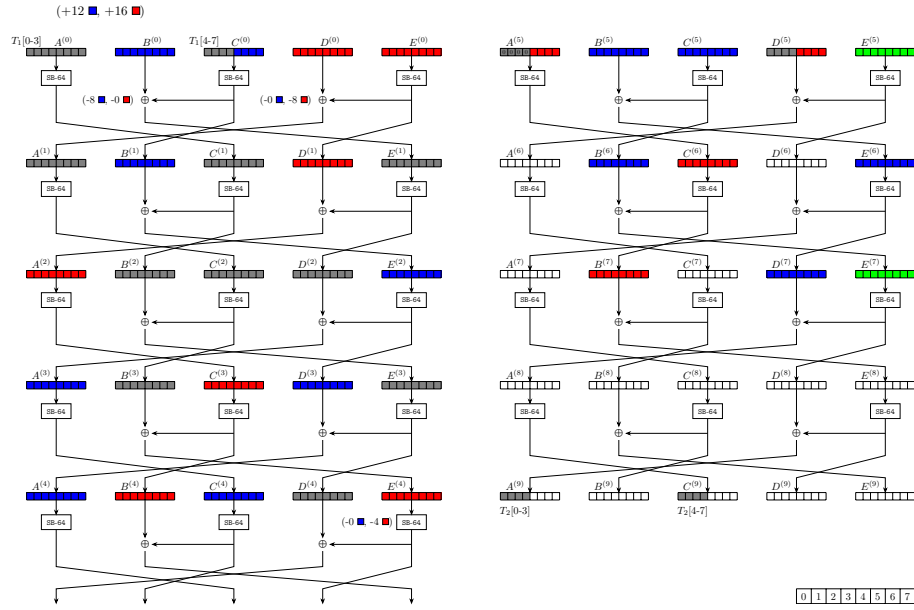 (+12 ■, +16 ■)
T₁[0-3] A⁽⁰⁾ B⁽⁰⁾ T₁[4-7] C⁽⁰⁾ D⁽⁰⁾ E⁽⁰⁾
SB-64 SB-64 SB-64
(-8 ■, -0 ■) (-0 ■, -8 ■)
A⁽¹⁾ B⁽¹⁾ C⁽¹⁾ D⁽¹⁾ E⁽¹⁾
SB-64 SB-64 SB-64
A⁽²⁾ B⁽²⁾ C⁽²⁾ D⁽²⁾ E⁽²⁾
SB-64 SB-64 SB-64
A⁽³⁾ B⁽³⁾ C⁽³⁾ D⁽³⁾ E⁽³⁾
SB-64 SB-64 SB-64
A⁽⁴⁾ B⁽⁴⁾ C⁽⁴⁾ D⁽⁴⁾ E⁽⁴⁾
(-0 ■, -4 ■)
SB-64 SB-64 SB-64
A⁽⁵⁾ B⁽⁵⁾ C⁽⁵⁾ D⁽⁵⁾ E⁽⁵⁾
SB-64 SB-64 SB-64
A⁽⁶⁾ B⁽⁶⁾ C⁽⁶⁾ D⁽⁶⁾ E⁽⁶⁾
SB-64 SB-64 SB-64
A⁽⁷⁾ B⁽⁷⁾ C⁽⁷⁾ D⁽⁷⁾ E⁽⁷⁾
SB-64 SB-64 SB-64
A⁽⁸⁾ B⁽⁸⁾ C⁽⁸⁾ D⁽⁸⁾ E⁽⁸⁾
SB-64 SB-64 SB-64
A⁽⁹⁾ B⁽⁹⁾ C⁽⁹⁾ D⁽⁹⁾ E⁽⁹⁾
T₂[0-3] T₂[4-7]
0 1 2 3 4 5 6 7